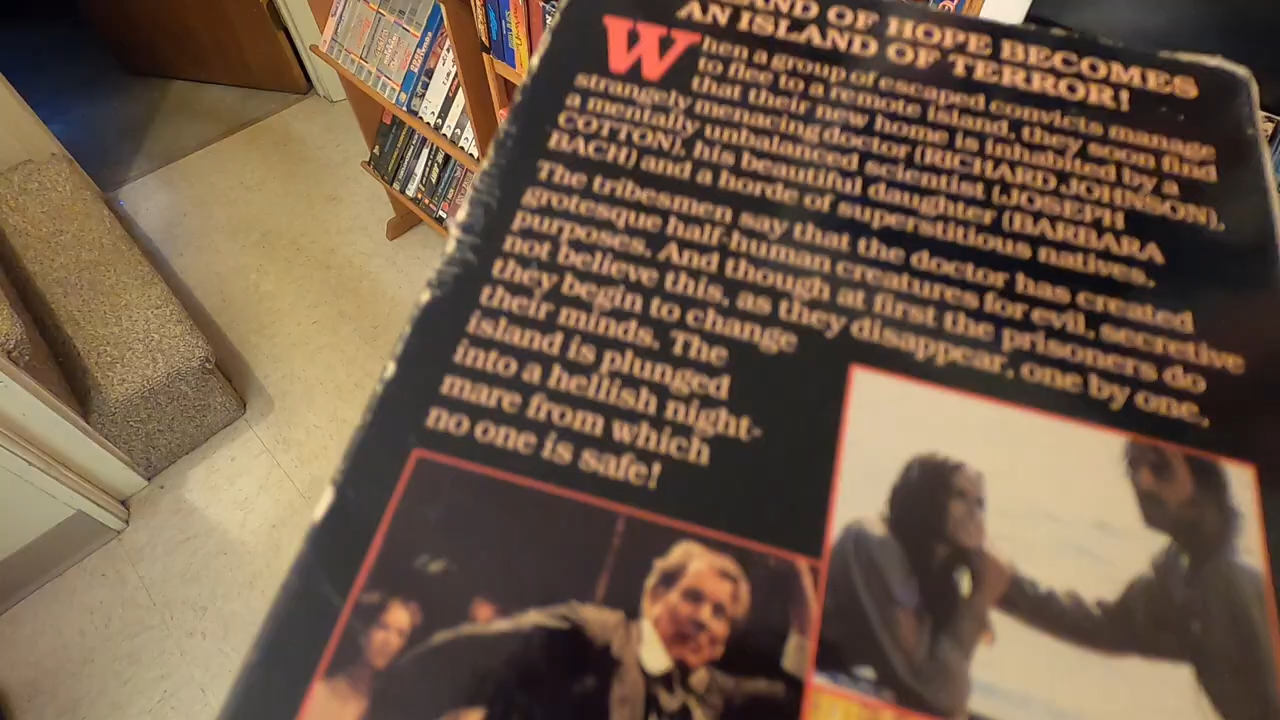 AND OF HOPE BECOMES
AN ISLAND OF TERROR!
When a group of escaped convicts manage
to flee to a remote island, they soon find
that their new home is inhabited by a
strangely menacing doctor (RICHARD JOHNSON),
a mentally unbalanced scientist (JOSEPH
COTTON), his beautiful daughter (BARBARA
BACH) and a horde of superstitious natives.
The tribesmen say that the doctor has created
grotesque half-human creatures for evil, secretive
purposes. And though at first the prisoners do
not believe this, as they disappear, one by one,
they begin to change
their minds. The
island is plunged
into a hellish night-
mare from which
no one is safe!